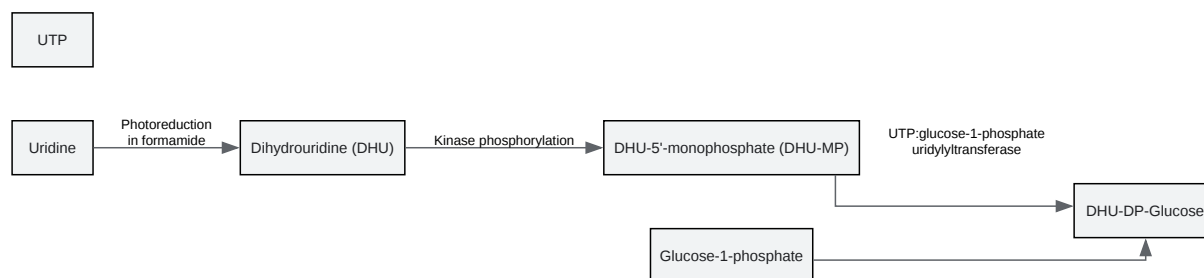 UTP
Uridine
Photoreduction
in formamide
Dihydrouridine (DHU)
Kinase phosphorylation
DHU-5'-monophosphate (DHU-MP)
UTP:glucose-1-phosphate
uridylyltransferase
DHU-DP-Glucose
Glucose-1-phosphate